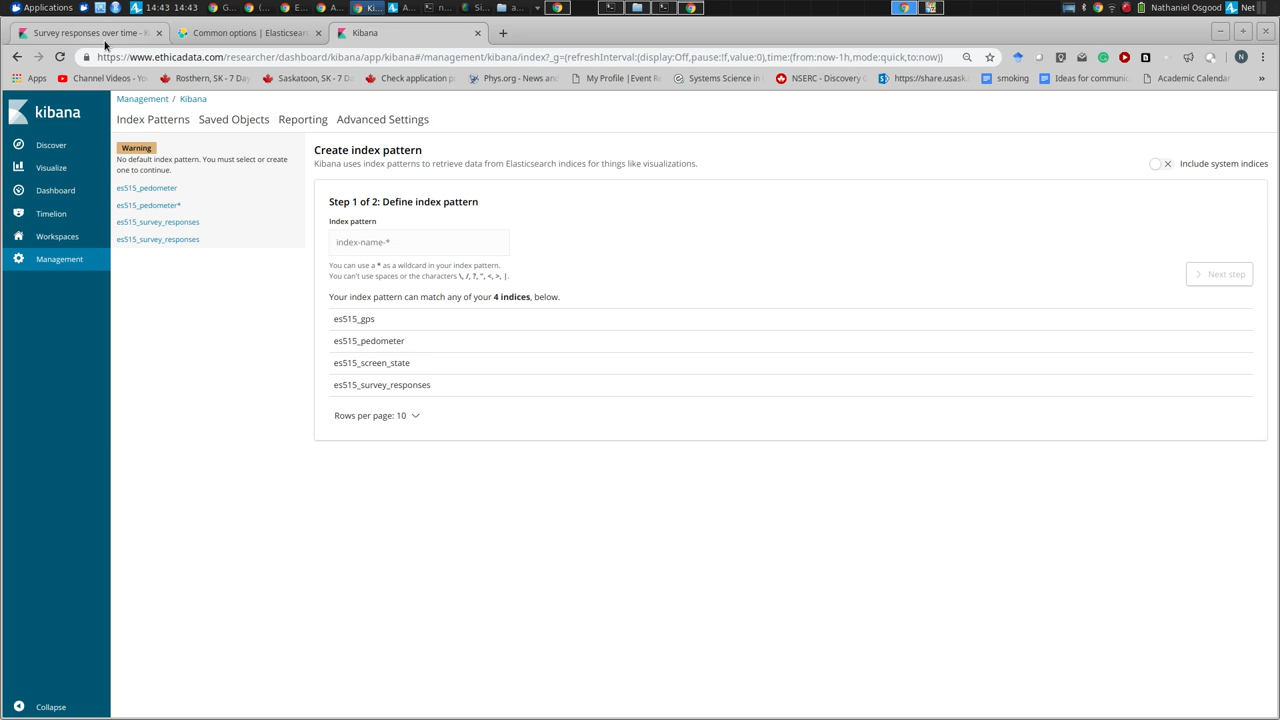 Applications
14:43 14:43
G...
G...
E...
E...
Ki...
A...
n...
Si...
Nathaniel Osgood
Net
Survey responses over time - K
Common options | Elasticsear
Kibana
https://www.ethicadata.com/researcher/dashboard/kibana/app/kibana#/management/kibana/index?_g=(refreshInterval:(display:Off,pause:!f,value:0),time:(from:now-1h,mode:quick,to:now))
Apps
Channel Videos - Yo
Rosthern, SK - 7 Day
Saskatoon, SK - 7 D
Check application p
Phys.org - News an
My Profile | Event R
Systems Science in
NSERC - Discovery G
https://share.usask
smoking
Ideas for communic
Academic Calendar
»
kibana
Management / Kibana
Index Patterns Saved Objects Reporting Advanced Settings
Discover
Visualize
Dashboard
Timelion
Workspaces
Management
Collapse
Warning
No default index pattern. You must select or create
one to continue.
es515_pedometer
es515_pedometer*
es515_survey_responses
es515_survey_responses
Create index pattern
Kibana uses index patterns to retrieve data from Elasticsearch indices for things like visualizations.
Include system indices
Step 1 of 2: Define index pattern
Index pattern
index-name-*
You can use a * as a wildcard in your index pattern.
You can't use spaces or the characters \, /, ?, ", <, >, |.
Next step
Your index pattern can match any of your 4 indices, below.
es515_gps
es515_pedometer
es515_screen_state
es515_survey_responses
Rows per page: 10